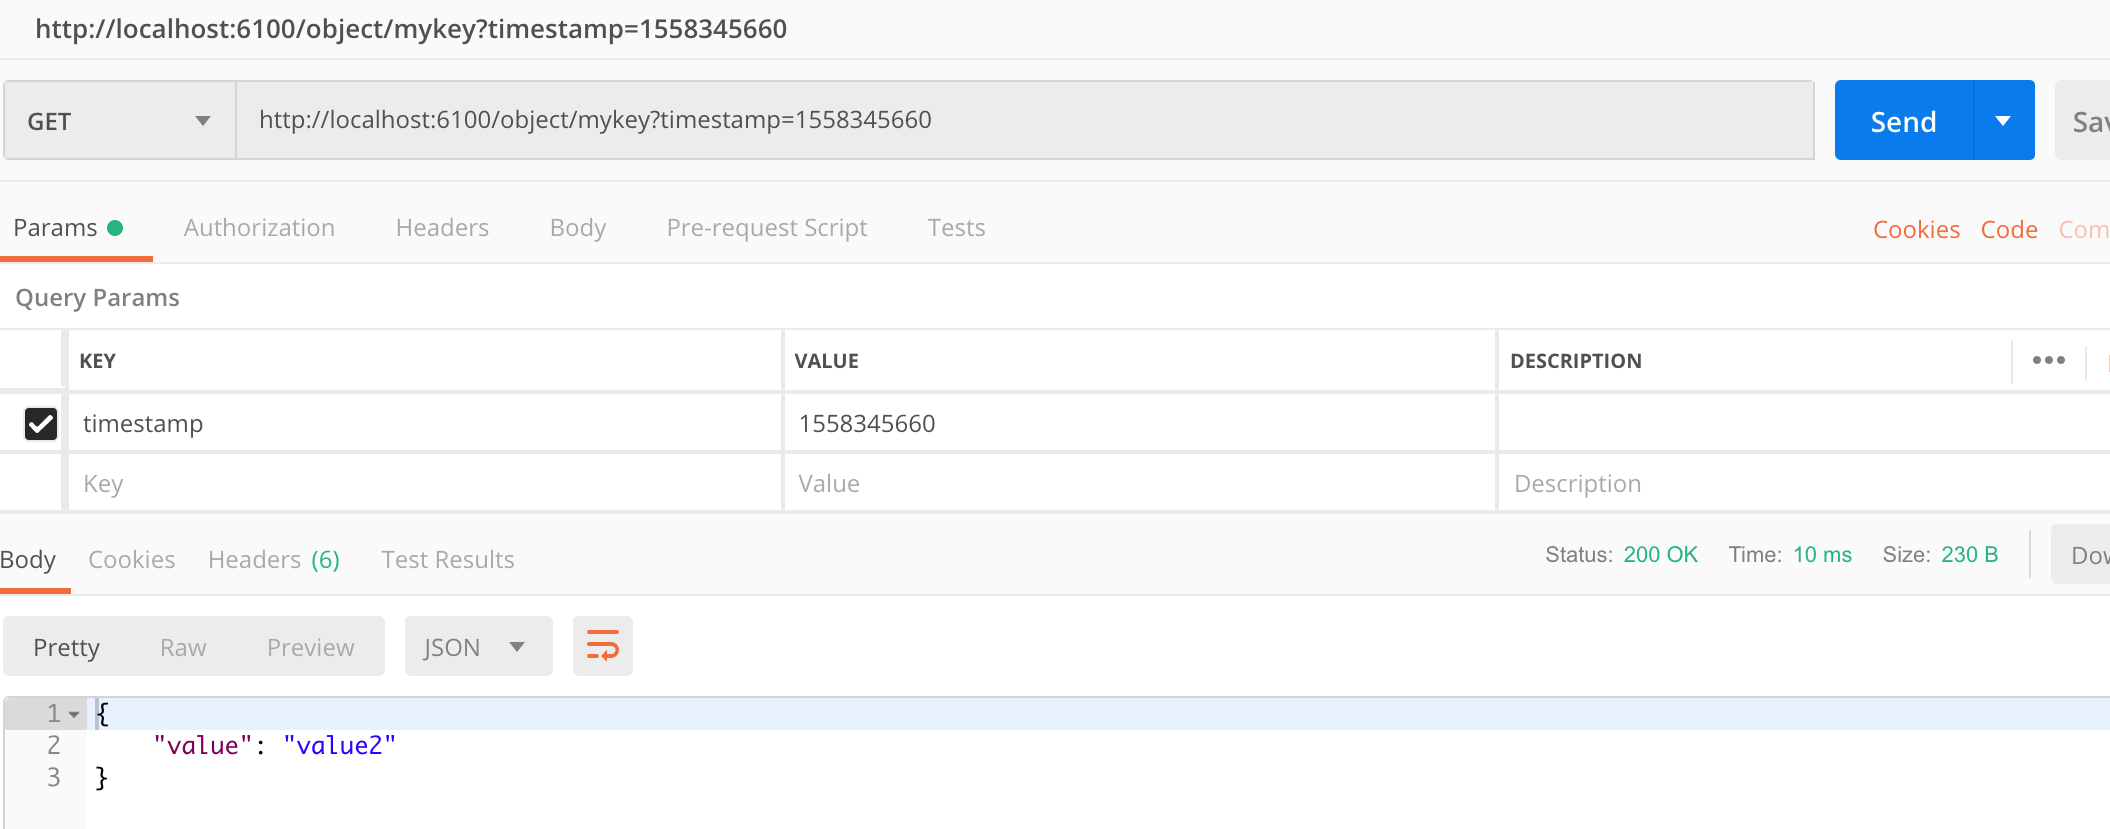 http://localhost:6100/object/mykey?timestamp=1558345660
GET http://localhost:6100/object/mykey?timestamp=1558345660 Send Sav
Params Authorization Headers Body Pre-request Script Tests Cookies Code Com
Query Params
KEY VALUE DESCRIPTION
timestamp 1558345660
Key Value Description
Body Cookies Headers (6) Test Results Status: 200 OK Time: 10 ms Size: 230 B Dow
Pretty Raw Preview JSON
1 {
2 "value": "value2"
3 }